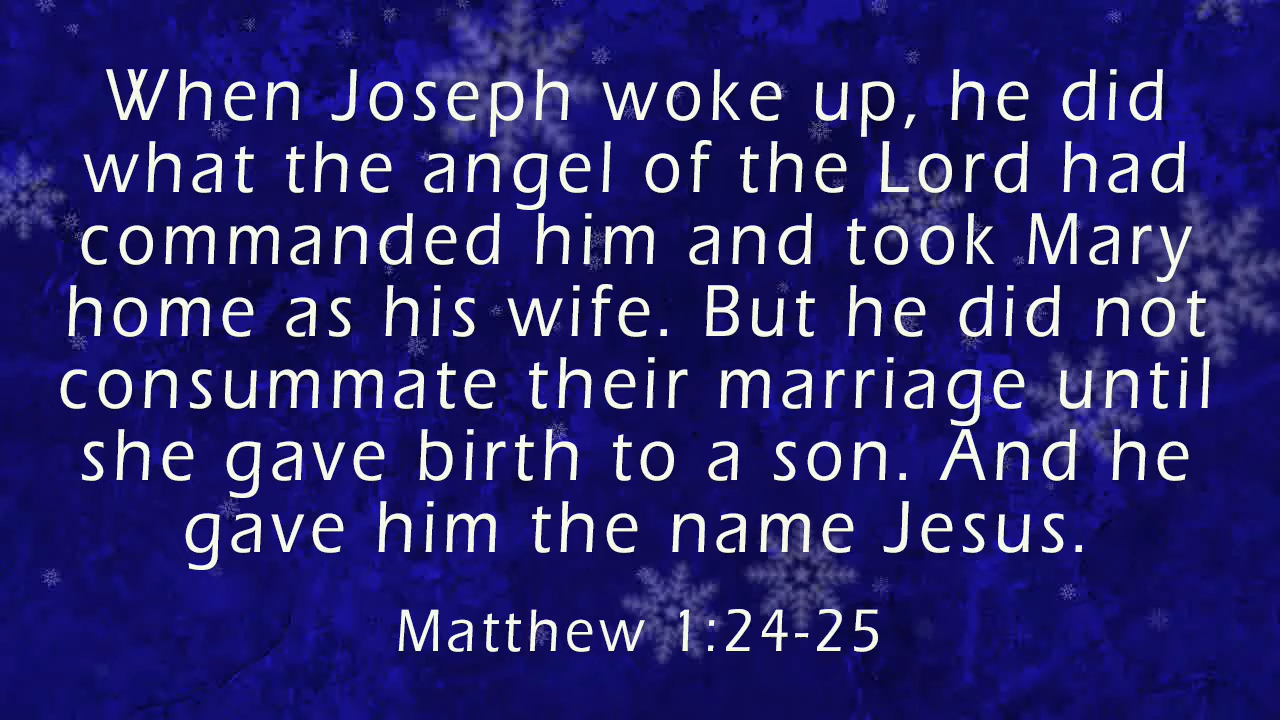 When Joseph woke up, he did
what the angel of the Lord had
commanded him and took Mary
home as his wife. But he did not
consummate their marriage until
she gave birth to a son. And he
gave him the name Jesus.
Matthew 1:24-25